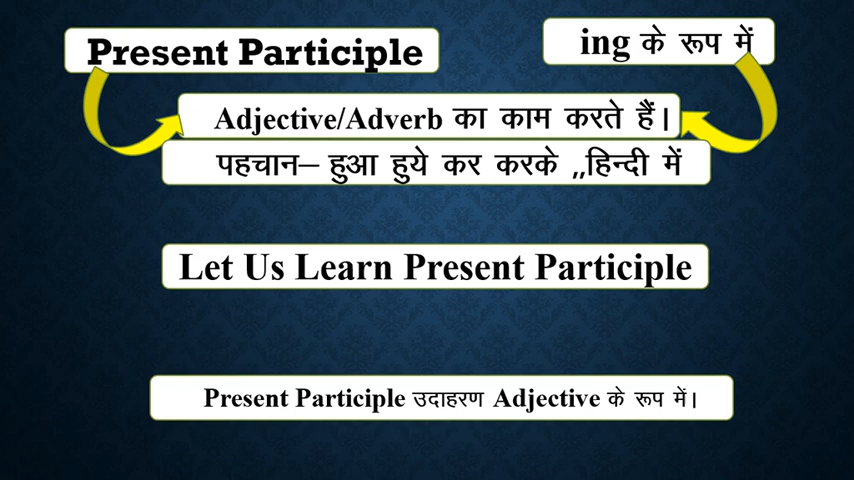 Present Participle
ing के रूप में
Adjective/Adverb का काम करते हैं।
पहचान– हुआ हुये कर करके ,,हिन्दी में
Let Us Learn Present Participle
Present Participle उदाहरण Adjective के रूप में।